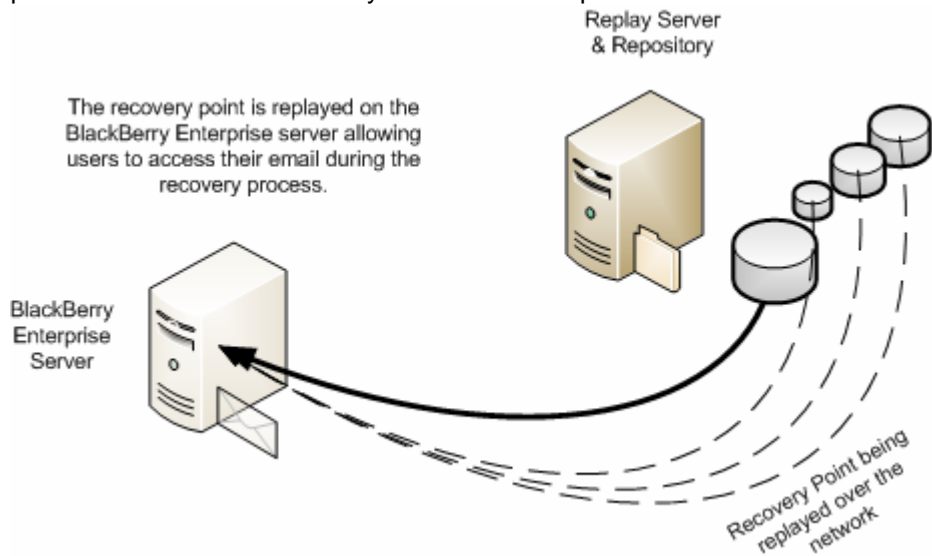 Replay Server
& Repository
The recovery point is replayed on the
BlackBerry Enterprise server allowing
users to access their email during the
recovery process.
BlackBerry
Enterprise
Server
Recovery Point being
replayed over the
network